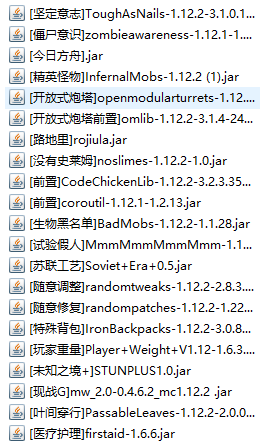 [坚定意志]ToughAsNails-1.12.2-3.1.0.1...
[僵尸意识]zombieawareness-1.12.1-1....
[今日方舟].jar
[精英怪物]InfernalMobs-1.12.2 (1).jar
[开放式炮塔]openmodularturrets-1.12....
[开放式炮塔前置]omlib-1.12.2-3.1.4-24...
[路地里]rojiula.jar
[没有史莱姆]noslimes-1.12.2-1.0.jar
[前置]CodeChickenLib-1.12.2-3.2.3.35...
[前置]coroutil-1.12.1-1.2.13.jar
[生物黑名单]BadMobs-1.12.2-1.1.28.jar
[试验假人]MmmMmmMmmMmm-1.1...
[苏联工艺]Soviet+Era+0.5.jar
[随意调整]randomtweaks-1.12.2-2.8.3....
[随意修复]randompatches-1.12.2-1.22...
[特殊背包]IronBackpacks-1.12.2-3.0.8...
[玩家重量]Player+Weight+V1.12-1.6.3....
[未知之境+]STUNPLUS1.0.jar
[现战G]mw_2.0-0.4.6.2_mc1.12.2 .jar
[叶间穿行]PassableLeaves-1.12.2-2.0.0...
[医疗护理]firstaid-1.6.6.jar